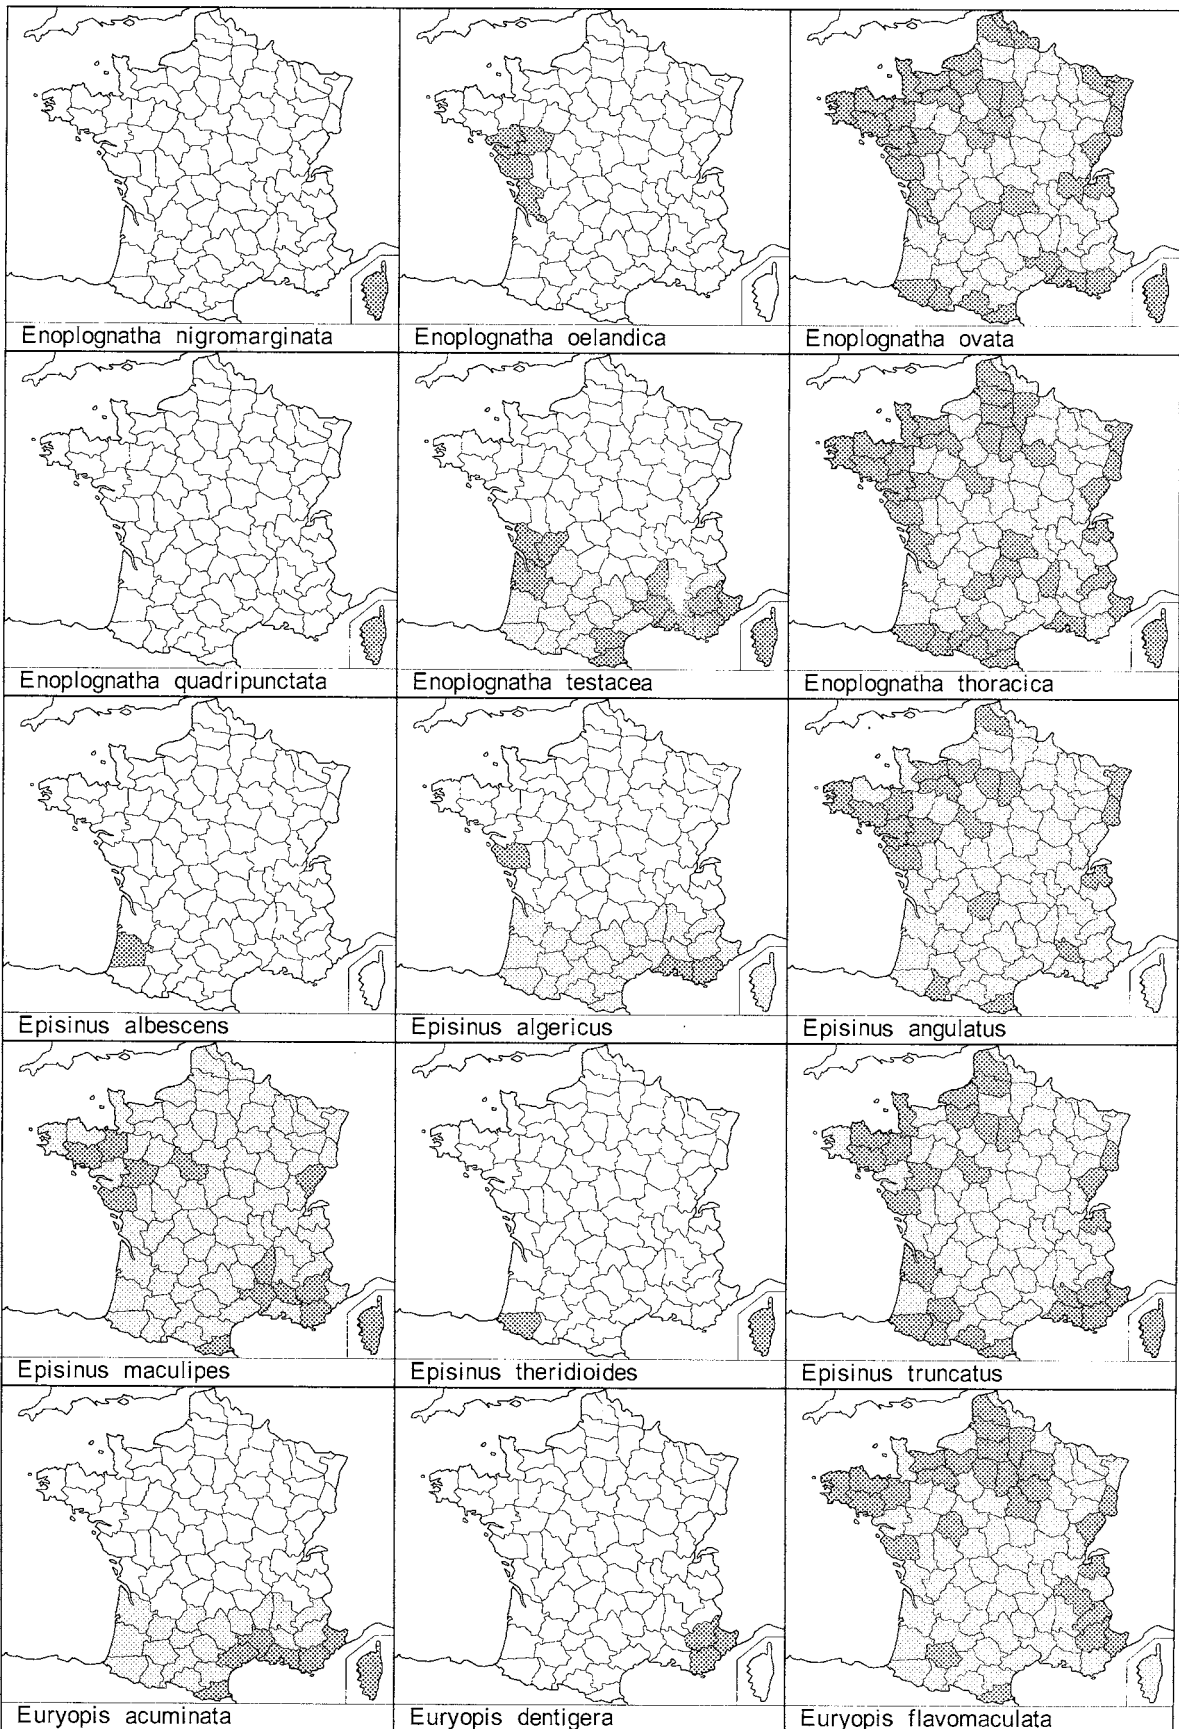 Enoplognatha nigromarginata
Enoplognatha oelandica
Enoplognatha ovata
Enoplognatha quadripunctata
Enoplognatha testacea
Enoplognatha thoracica
Episinus albescens
Episinus algericus
Episinus angulatus
Episinus maculipes
Episinus theridioides
Episinus truncatus
Euryopis acuminata
Euryopis dentigera
Euryopis flavomaculata